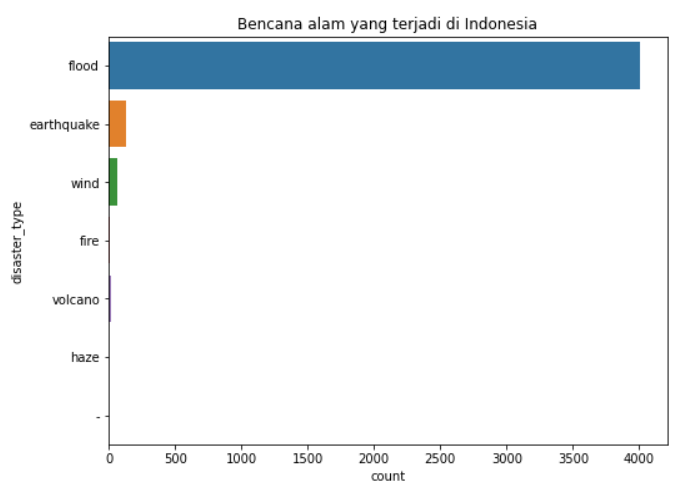 Bencana alam yang terjadi di Indonesia
disaster_type
flood
earthquake
wind
fire
volcano
haze
-
0 500 1000 1500 2000 2500 3000 3500 4000
count